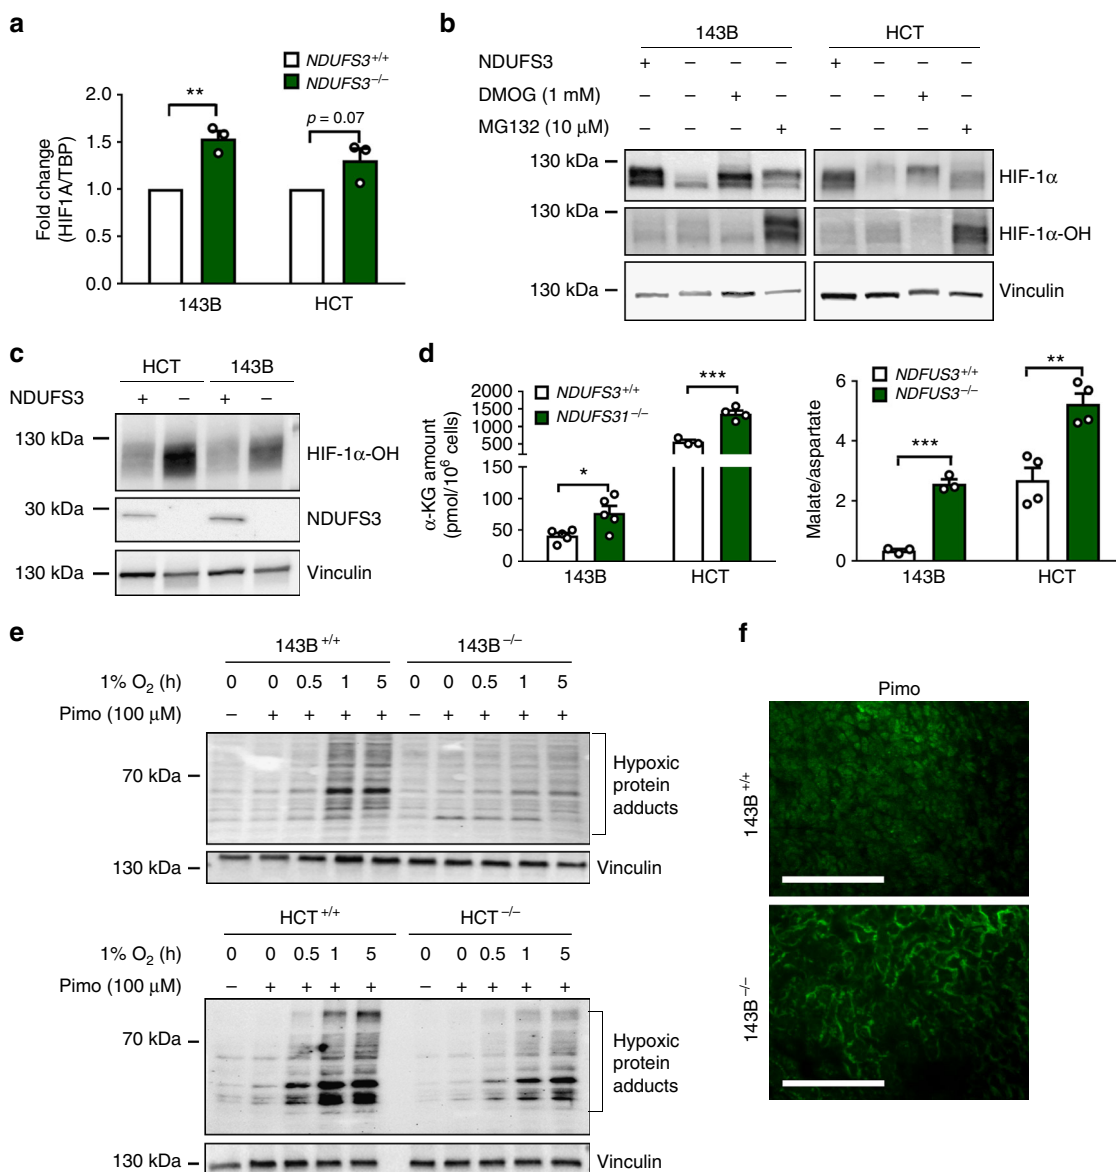 a
NDUFS3+/+
NDUFS3−/−
2.0
1.5
1.0
0.5
0.0
Fold change
(HIF1A/TBP)
**
p = 0.07
143B
HCT
b
143B
HCT
NDUFS3
+ − − − + − − −
DMOG (1 mM)
− − + − − − + −
MG132 (10 μM)
− − − + − − − +
130 kDa
HIF-1α
130 kDa
HIF-1α-OH
130 kDa
Vinculin
c
HCT
143B
NDUFS3
+ − + −
130 kDa
HIF-1α-OH
30 kDa
NDUFS3
130 kDa
Vinculin
d
NDUFS3+/+
NDUFS31−/−
2000
1500
1000
500
150
100
50
0
α-KG amount
(pmol/10⁶ cells)
*
***
143B
HCT
NDFUS3+/+
NDFUS3−/−
6
4
2
0
Malate/aspartate
***
**
143B
HCT
e
143B+/+
143B−/−
1% O₂ (h)
0 0 0.5 1 5 0 0 0.5 1 5
Pimo (100 μM)
− + + + + − + + + +
70 kDa
Hypoxic
protein
adducts
130 kDa
Vinculin
HCT+/+
HCT−/−
1% O₂ (h)
0 0 0.5 1 5 0 0 0.5 1 5
Pimo (100 μM)
− + + + + − + + + +
70 kDa
Hypoxic
protein
adducts
130 kDa
Vinculin
f
Pimo
143B+/+
143B−/−